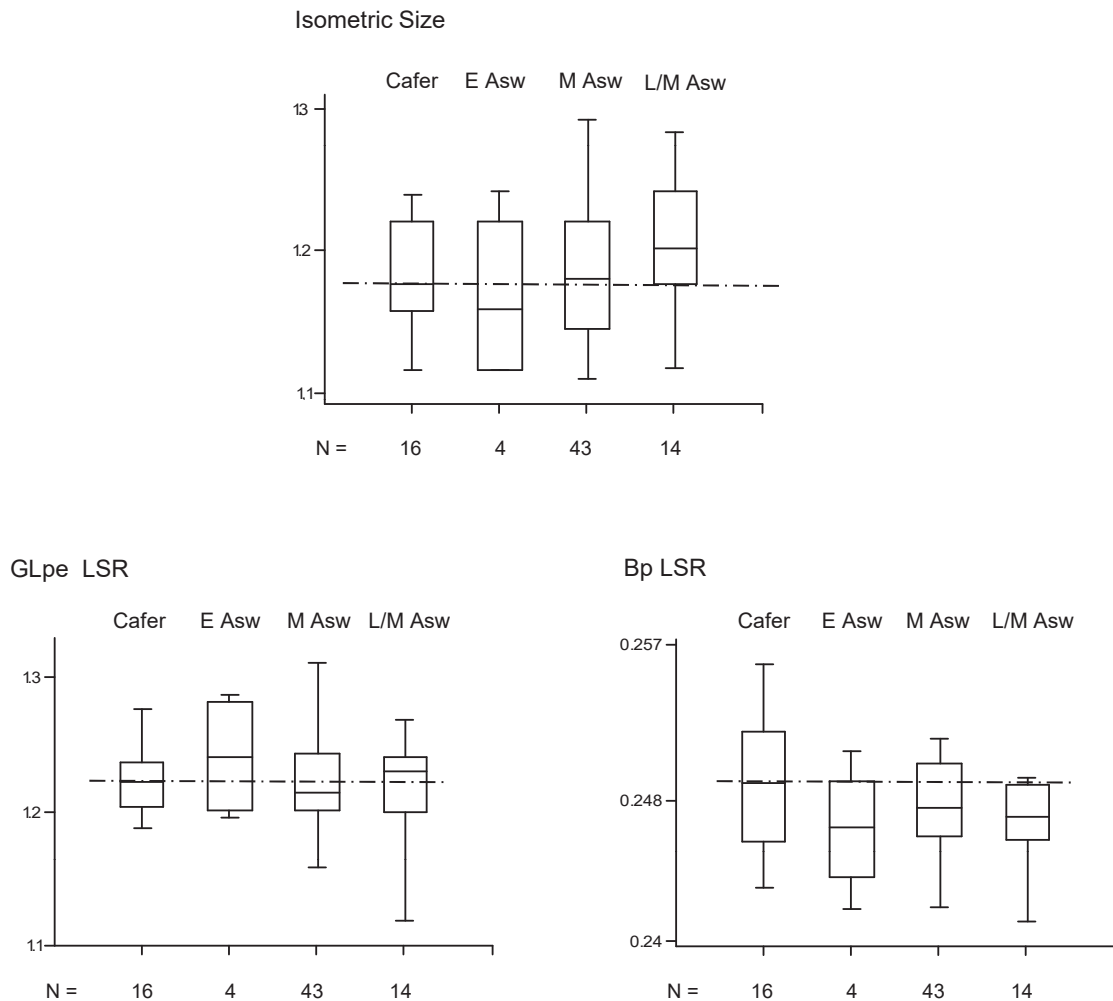 Isometric Size
Cafer E Asw M Asw L/M Asw
1.3
1.2
1.1
N = 16 4 43 14
GLpe LSR
Cafer E Asw M Asw L/M Asw
1.3
1.2
1.1
N = 16 4 43 14
Bp LSR
Cafer E Asw M Asw L/M Asw
0.257
0.248
0.24
N = 16 4 43 14